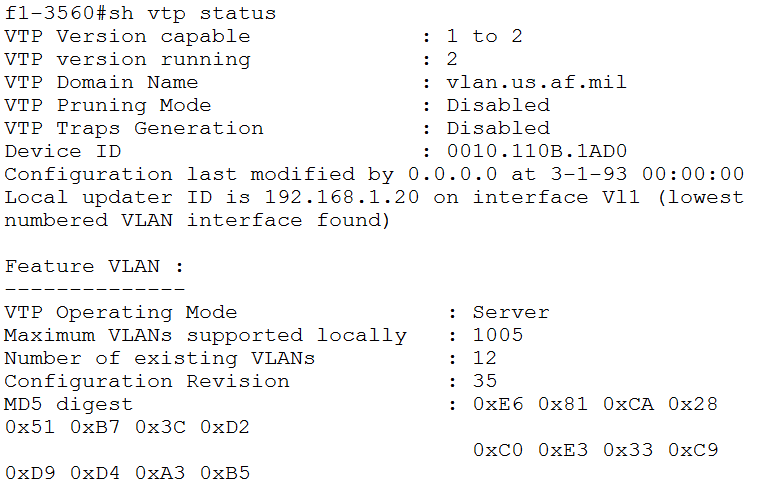 f1-3560#sh vtp status
VTP Version capable : 1 to 2
VTP version running : 2
VTP Domain Name : vlan.us.af.mil
VTP Pruning Mode : Disabled
VTP Traps Generation : Disabled
Device ID : 0010.110B.1AD0
Configuration last modified by 0.0.0.0 at 3-1-93 00:00:00
Local updater ID is 192.168.1.20 on interface Vl1 (lowest
numbered VLAN interface found)
Feature VLAN :
--------------
VTP Operating Mode : Server
Maximum VLANs supported locally : 1005
Number of existing VLANs : 12
Configuration Revision : 35
MD5 digest : 0xE6 0x81 0xCA 0x28
0x51 0xB7 0x3C 0xD2
0xC0 0xE3 0x33 0xC9
0xD9 0xD4 0xA3 0xB5